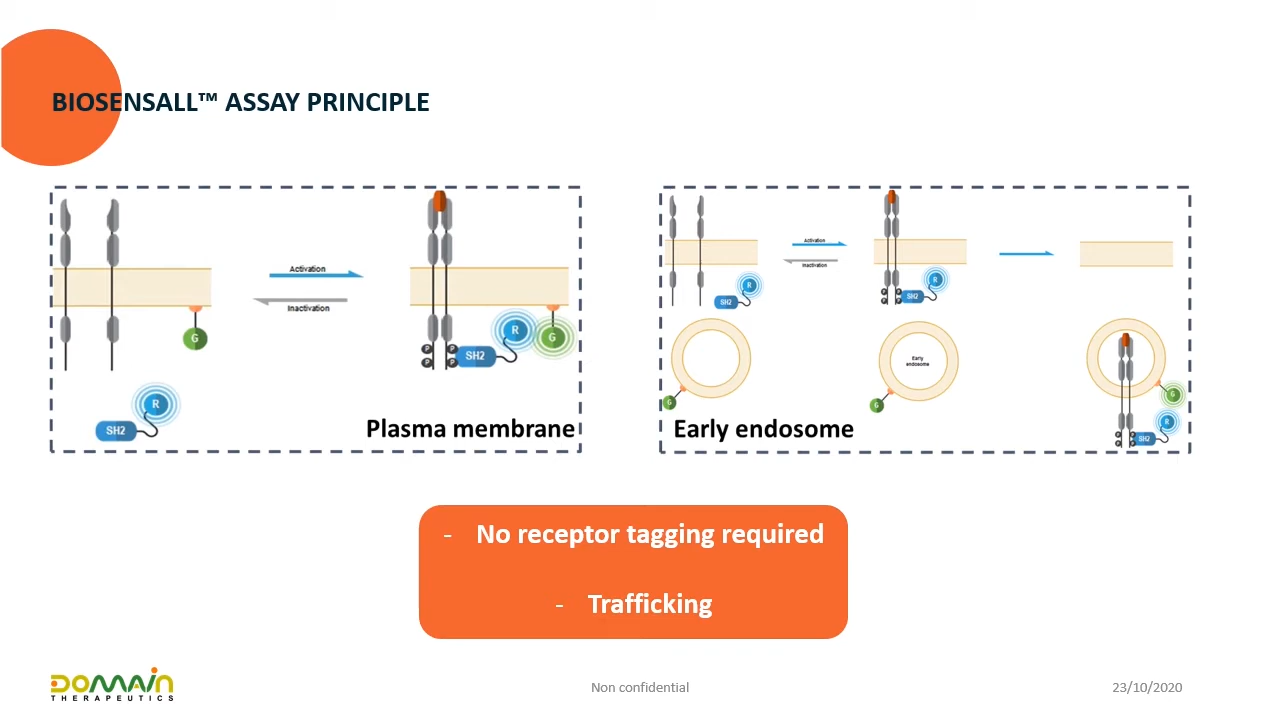 BIOSENSALL™ ASSAY PRINCIPLE
Activation
Inactivation
G
R
SH2
P
P
P
P
SH2
R
G
Plasma membrane
Activation
Inactivation
R
SH2
G
P
P
P
P
SH2
R
Early
endosome
G
G
R
P
P
P
P
SH2
Early endosome
- No receptor tagging required
- Trafficking
DOMAIN
THERAPEUTICS
Non confidential
23/10/2020